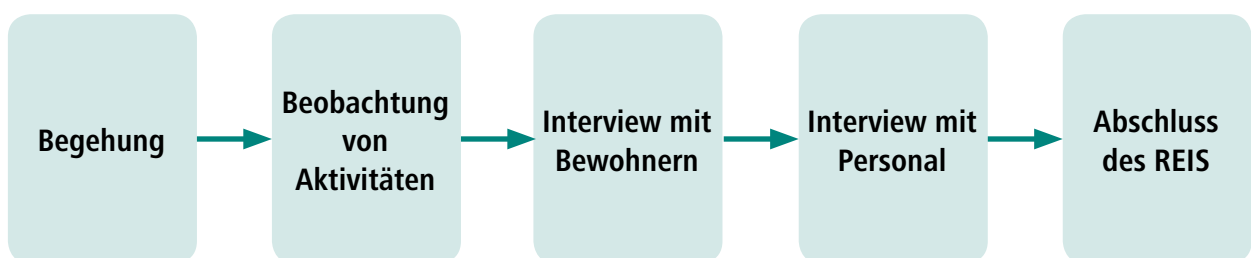 Begehung
Beobachtung
von
Aktivitäten
Interview mit
Bewohnern
Interview mit
Personal
Abschluss
des REIS